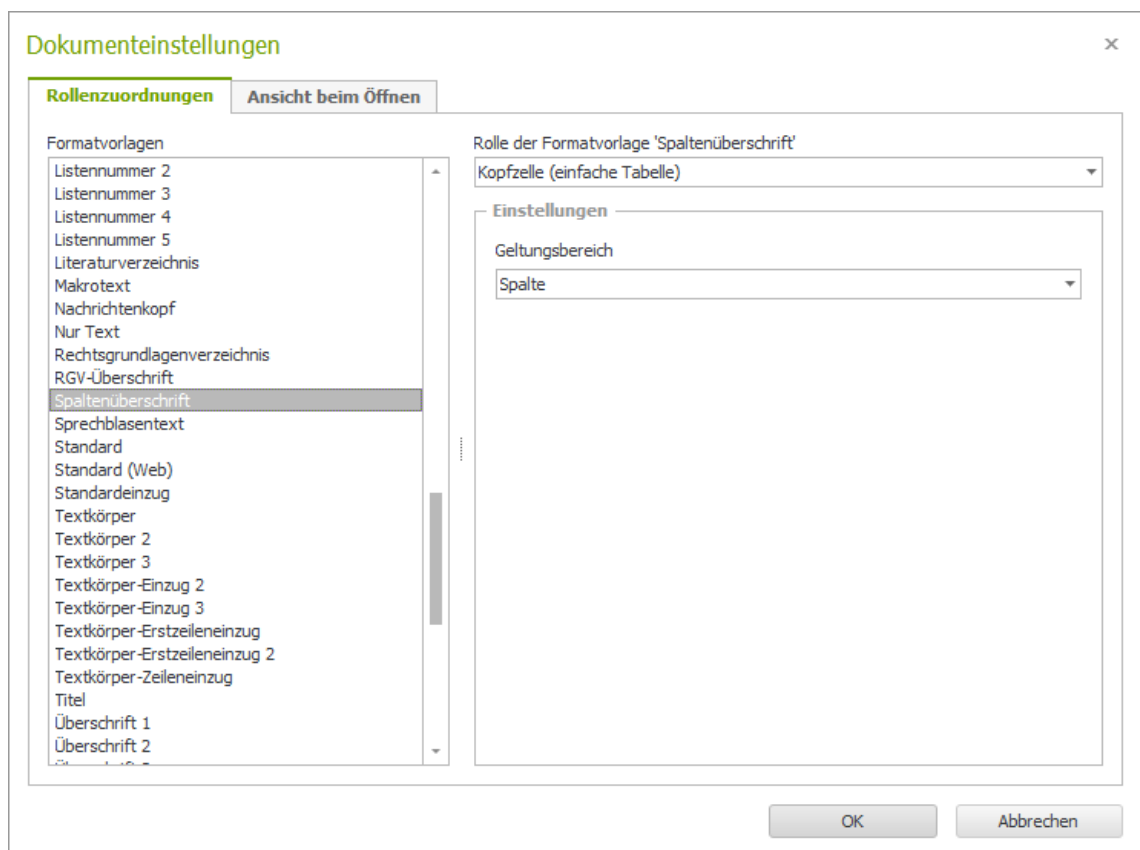 Dokumenteinstellungen
Rollenzuordnungen
Ansicht beim Öffnen
Formatvorlagen
Listennummer 2
Listennummer 3
Listennummer 4
Listennummer 5
Literaturverzeichnis
Makrotext
Nachrichtenkopf
Nur Text
Rechtsgrundlagenverzeichnis
RGV-Überschrift
Spaltenüberschrift
Sprechblasentext
Standard
Standard (Web)
Standardeinzug
Textkörper
Textkörper 2
Textkörper 3
Textkörper-Einzug 2
Textkörper-Einzug 3
Textkörper-Erstzeileneinzug
Textkörper-Erstzeileneinzug 2
Textkörper-Zeileneinzug
Titel
Überschrift 1
Überschrift 2
Rolle der Formatvorlage 'Spaltenüberschrift'
Kopfzelle (einfache Tabelle)
Einstellungen
Geltungsbereich
Spalte
OK
Abbrechen